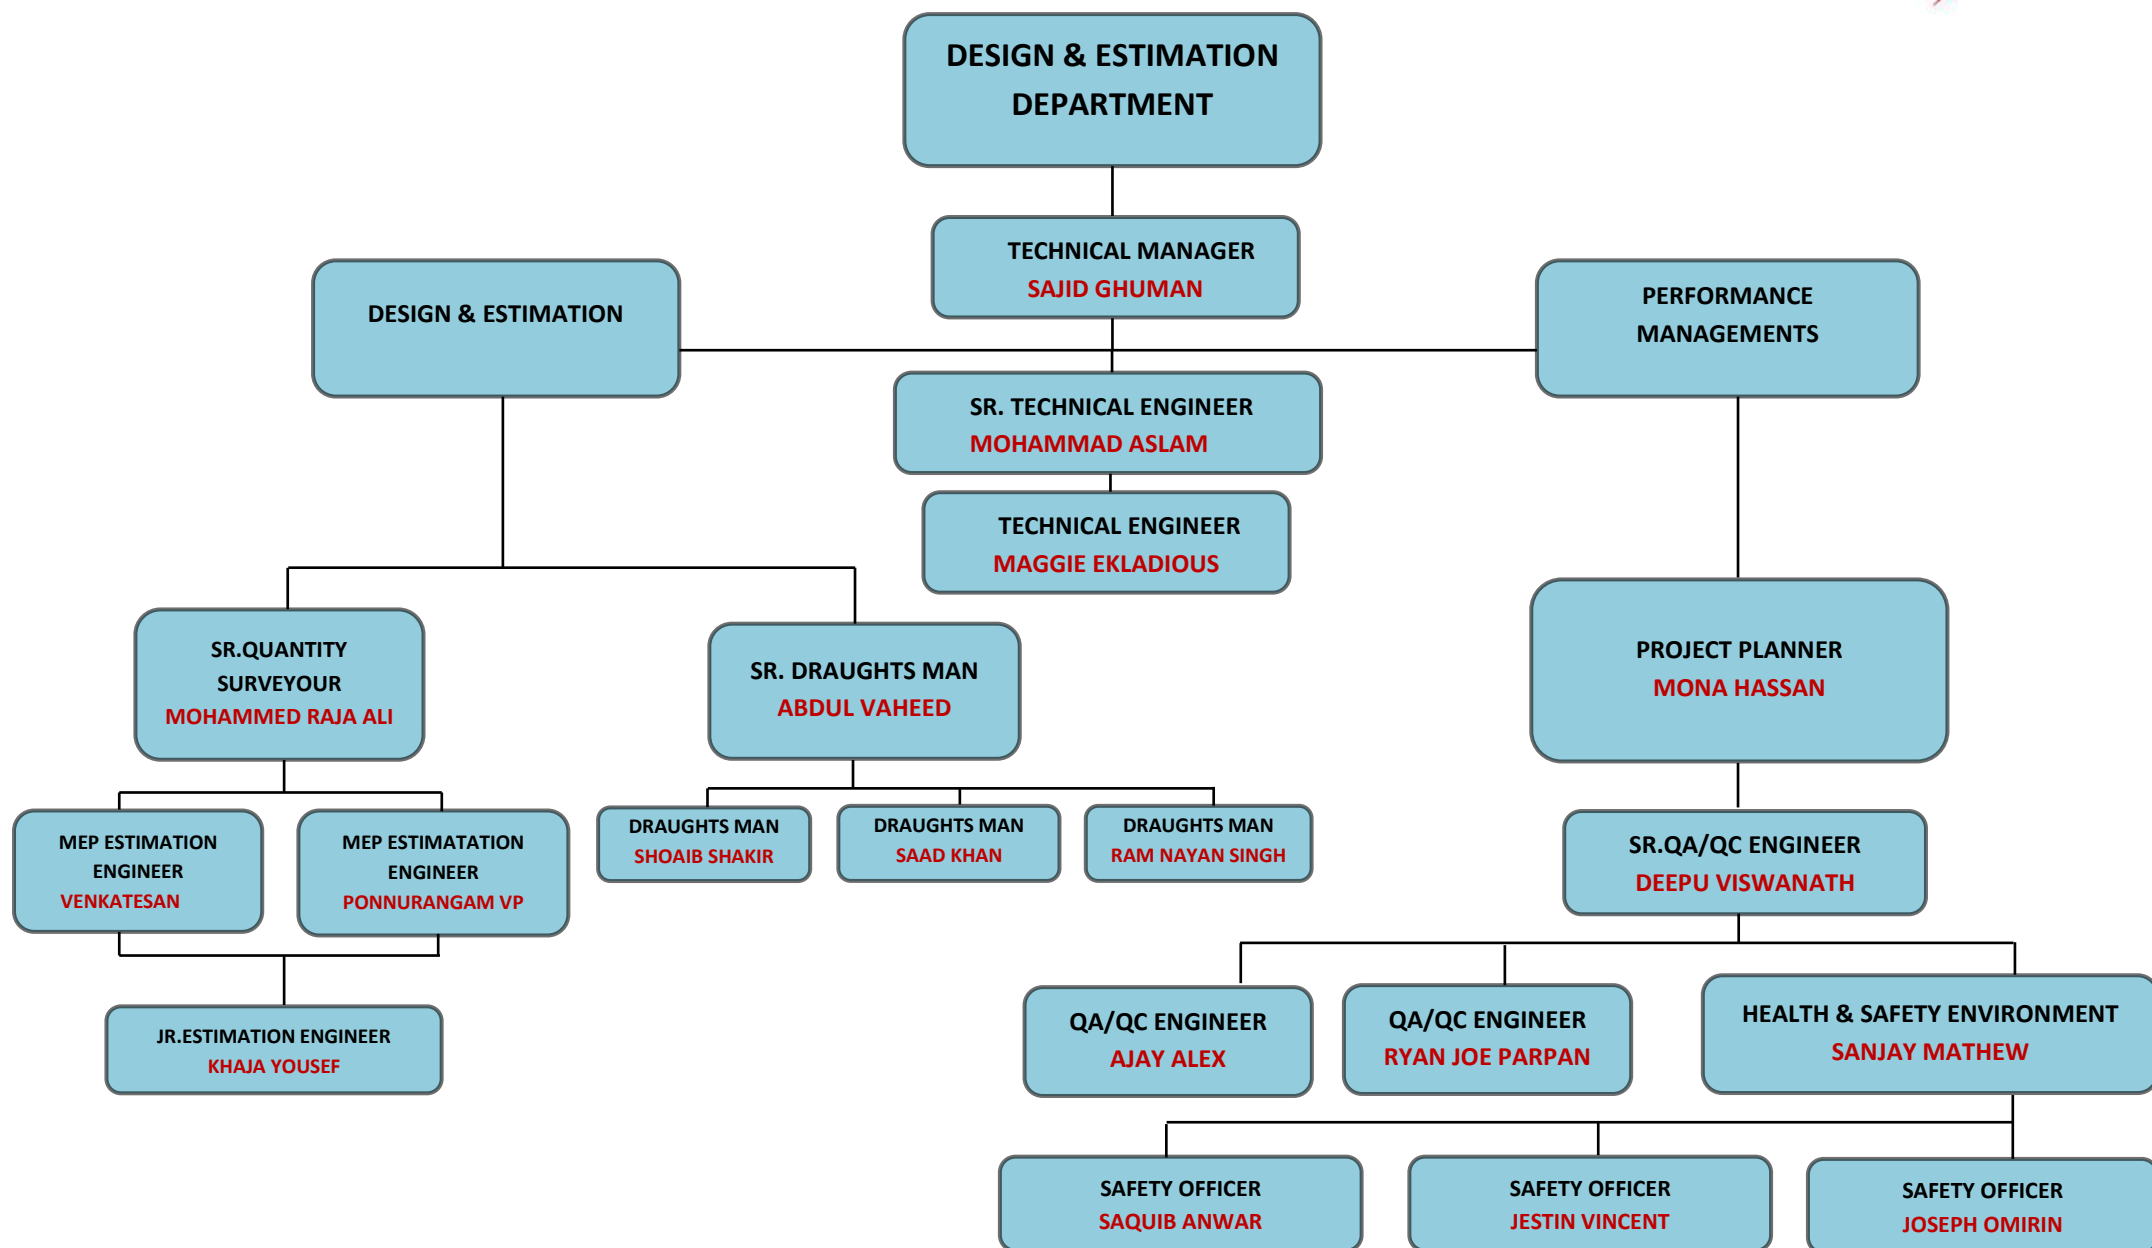 DESIGN & ESTIMATION
DEPARTMENT
TECHNICAL MANAGER
SAJID GHUMAN
DESIGN & ESTIMATION
PERFORMANCE
MANAGEMENTS
SR. TECHNICAL ENGINEER
MOHAMMAD ASLAM
TECHNICAL ENGINEER
MAGGIE EKLADIOUS
SR.QUANTITY
SURVEYOUR
MOHAMMED RAJA ALI
SR. DRAUGHTS MAN
ABDUL VAHEED
PROJECT PLANNER
MONA HASSAN
MEP ESTIMATION
ENGINEER
VENKATESAN
MEP ESTIMATATION
ENGINEER
PONNURANGAM VP
DRAUGHTS MAN
SHOAIB SHAKIR
DRAUGHTS MAN
SAAD KHAN
DRAUGHTS MAN
RAM NAYAN SINGH
SR.QA/QC ENGINEER
DEEPU VISWANATH
JR.ESTIMATION ENGINEER
KHAJA YOUSEF
QA/QC ENGINEER
AJAY ALEX
QA/QC ENGINEER
RYAN JOE PARPAN
HEALTH & SAFETY ENVIRONMENT
SANJAY MATHEW
SAFETY OFFICER
SAQUIB ANWAR
SAFETY OFFICER
JESTIN VINCENT
SAFETY OFFICER
JOSEPH OMIRIN